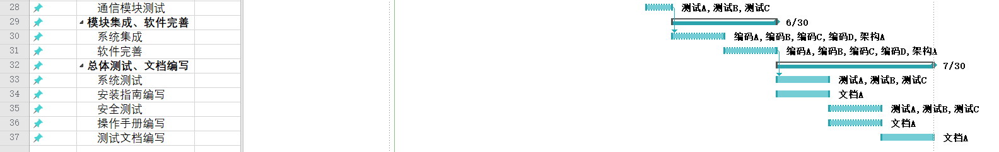 28 通信模块测试 测试A,测试B,测试C
29 模块集成、软件完善 6/30
30 系统集成 编码A,编码B,编码C,编码D,架构A
31 软件完善 编码A,编码B,编码C,编码D,架构A
32 总体测试、文档编写 7/30
33 系统测试 测试A,测试B,测试C
34 安装指南编写 文档A
35 安全测试 测试A,测试B,测试C
36 操作手册编写 文档A
37 测试文档编写 文档A